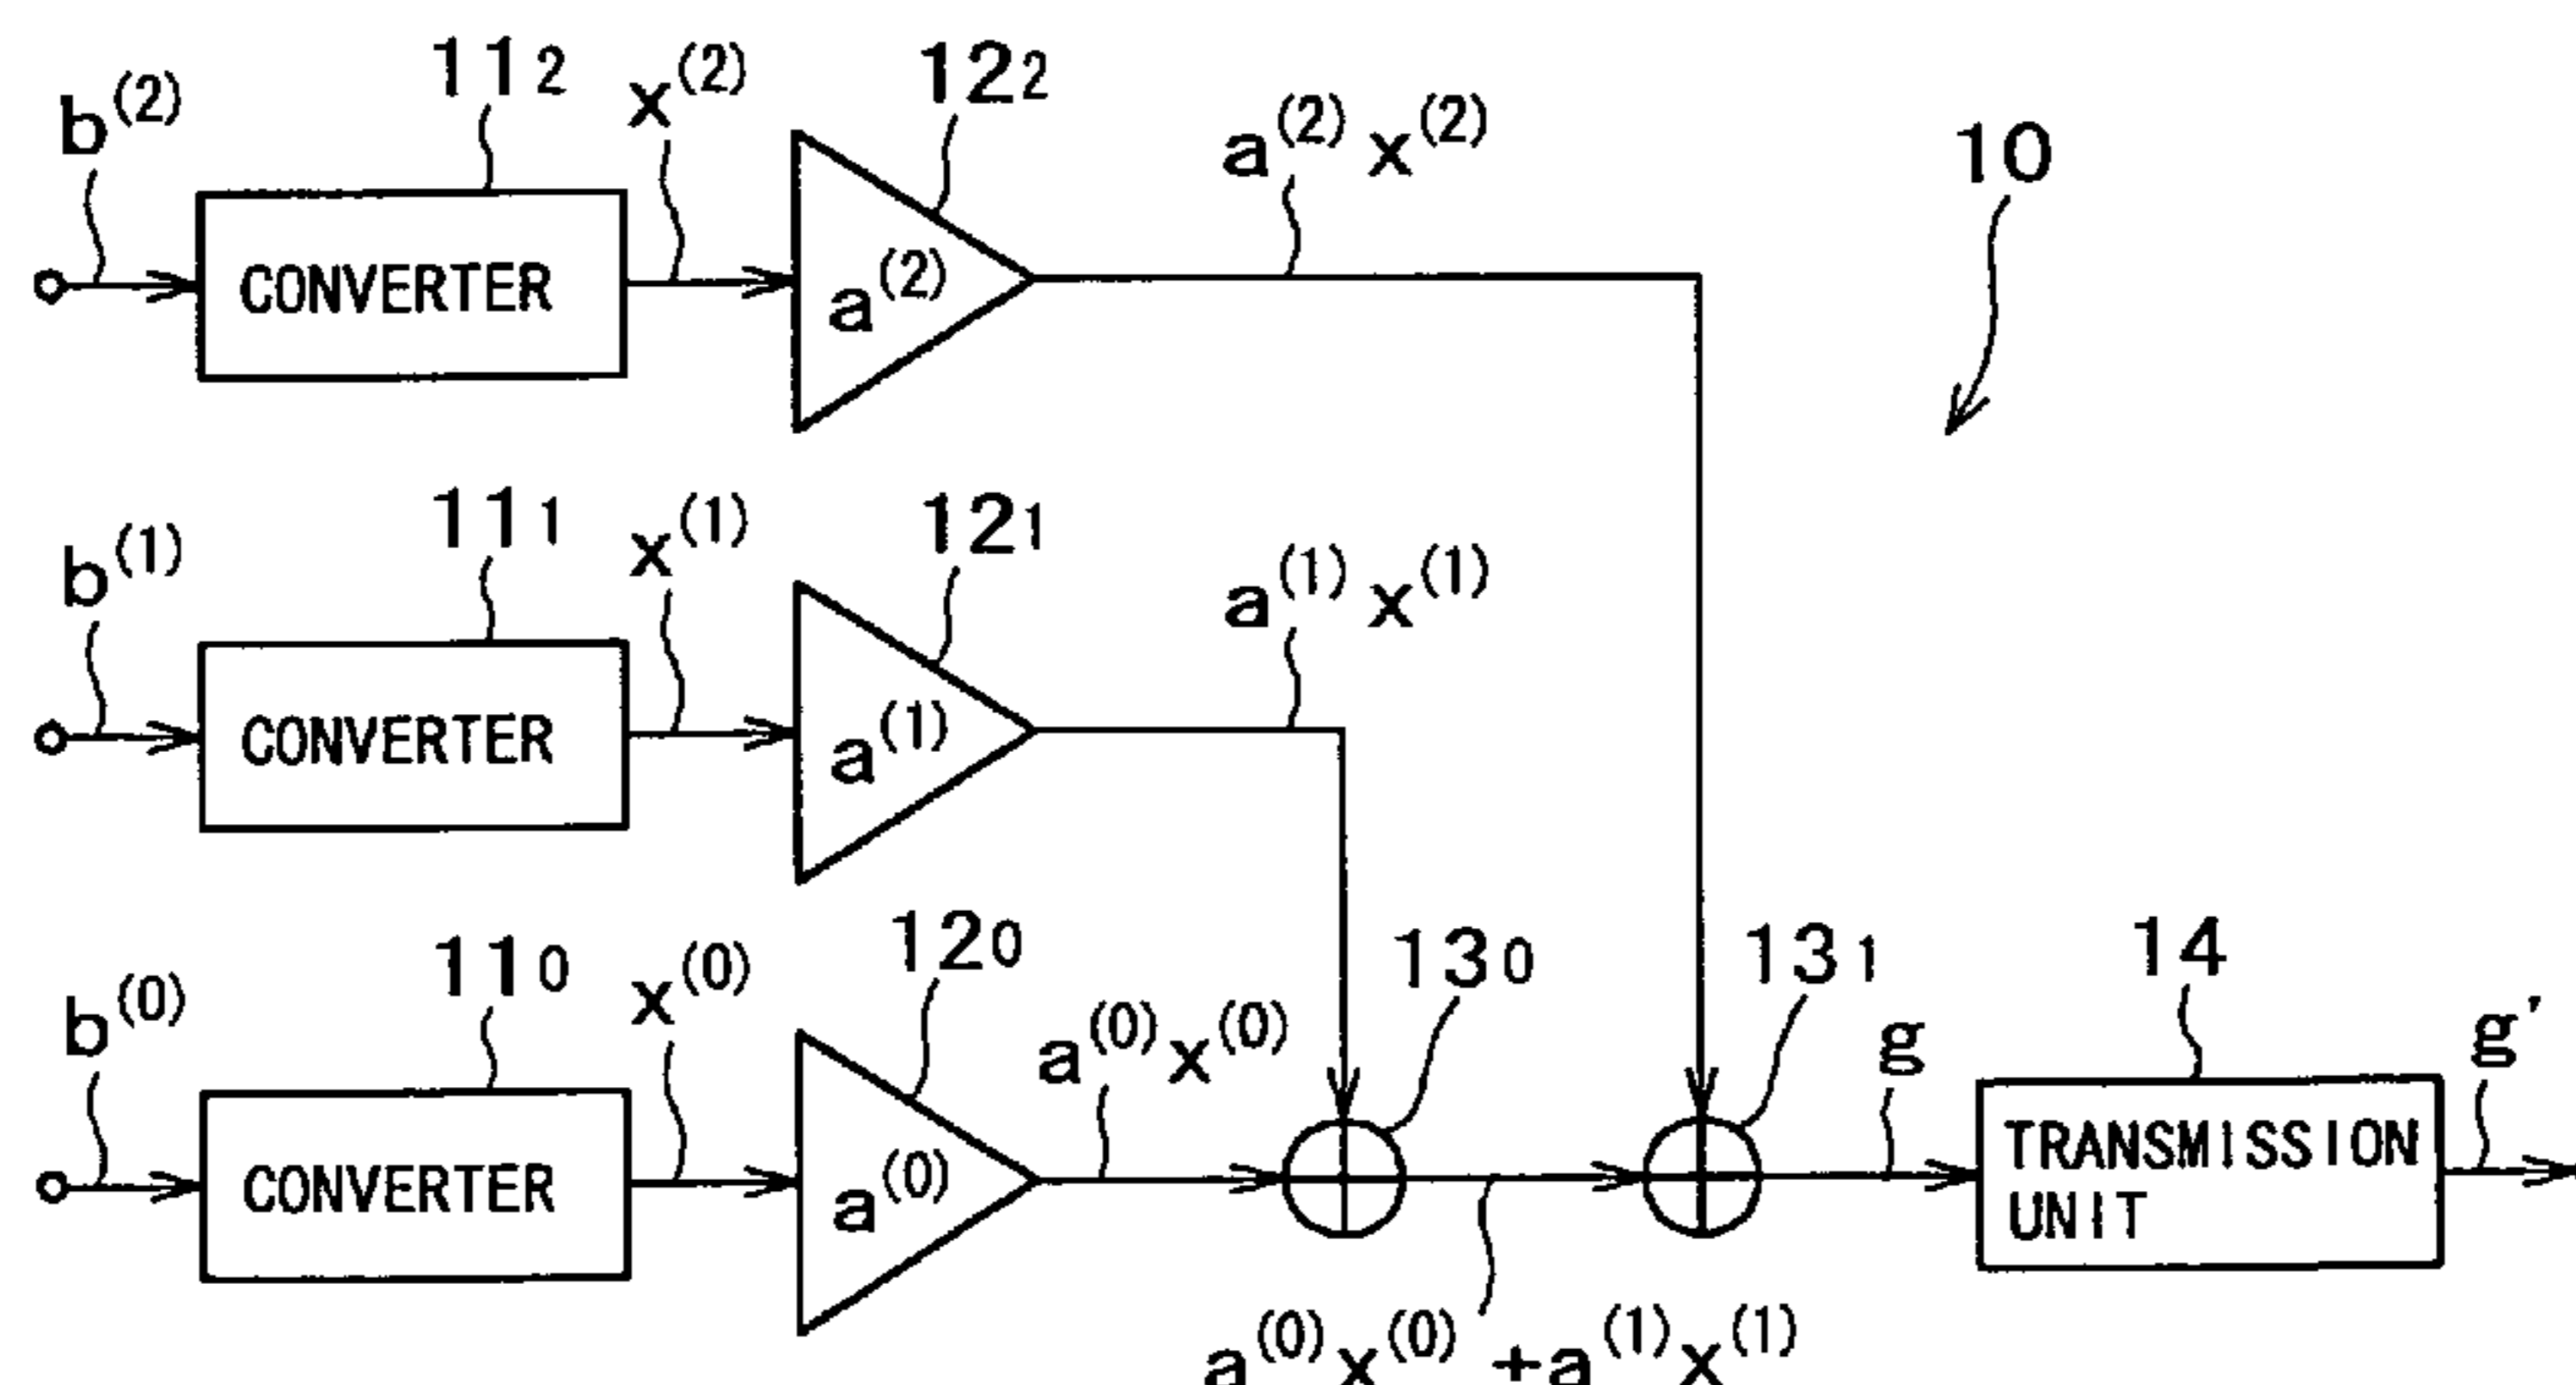 b⁽²⁾ 11₂ x⁽²⁾ 12₂ a⁽²⁾ x⁽²⁾ 10
CONVERTER a⁽²⁾
b⁽¹⁾ 11₁ x⁽¹⁾ 12₁ a⁽¹⁾ x⁽¹⁾
CONVERTER a⁽¹⁾
b⁽⁰⁾ 11₀ x⁽⁰⁾ 12₀ a⁽⁰⁾x⁽⁰⁾ 13₀ 13₁ g 14 g'
CONVERTER a⁽⁰⁾ TRANSMISSION
UNIT
a⁽⁰⁾x⁽⁰⁾ +a⁽¹⁾x⁽¹⁾